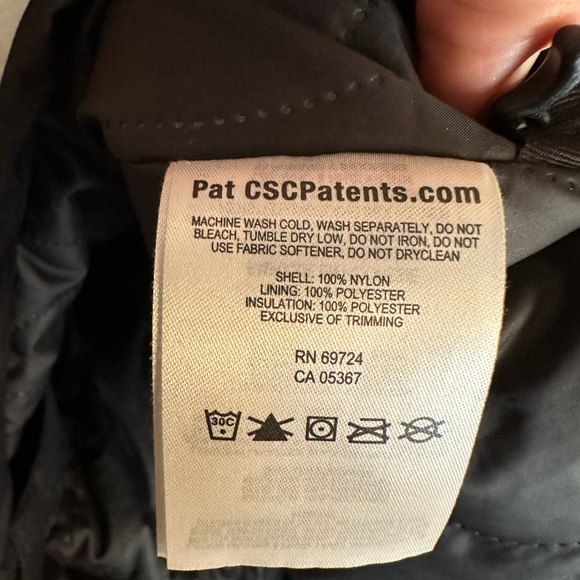 Pat CSCPatents.com
MACHINE WASH COLD, WASH SEPARATELY, DO NOT
BLEACH, TUMBLE DRY LOW, DO NOT IRON, DO NOT
USE FABRIC SOFTENER, DO NOT DRYCLEAN
SHELL: 100% NYLON
LINING: 100% POLYESTER
INSULATION: 100% POLYESTER
EXCLUSIVE OF TRIMMING
RN 69724
CA 05367
30C